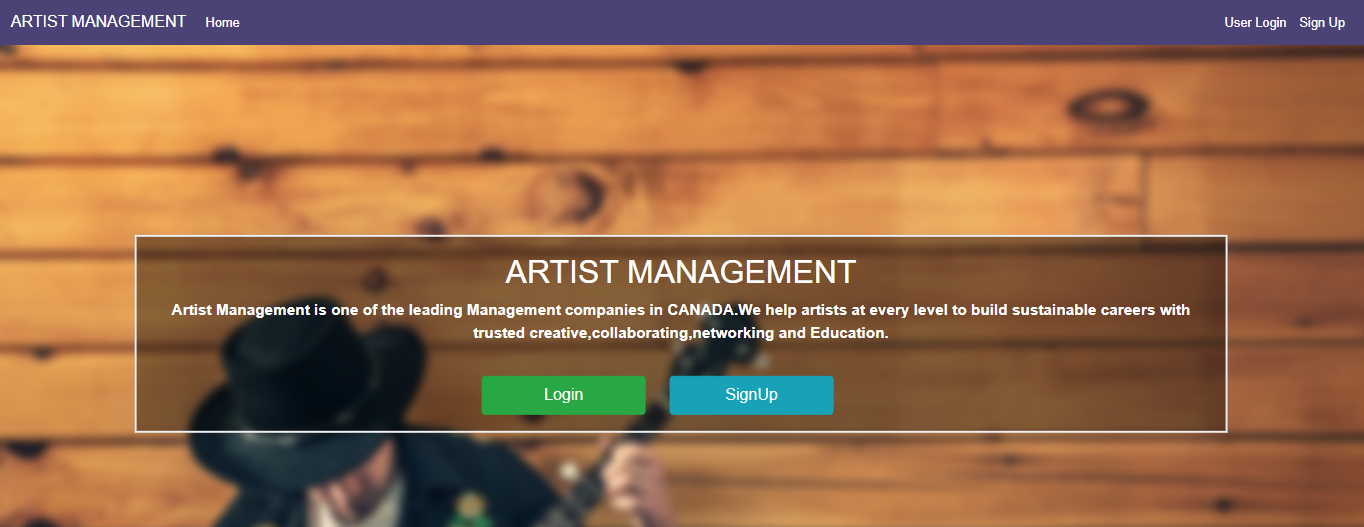 ARTIST MANAGEMENT Home User Login Sign Up
ARTIST MANAGEMENT
Artist Management is one of the leading Management companies in CANADA.We help artists at every level to build sustainable careers with
trusted creative,collaborating,networking and Education.
Login SignUp